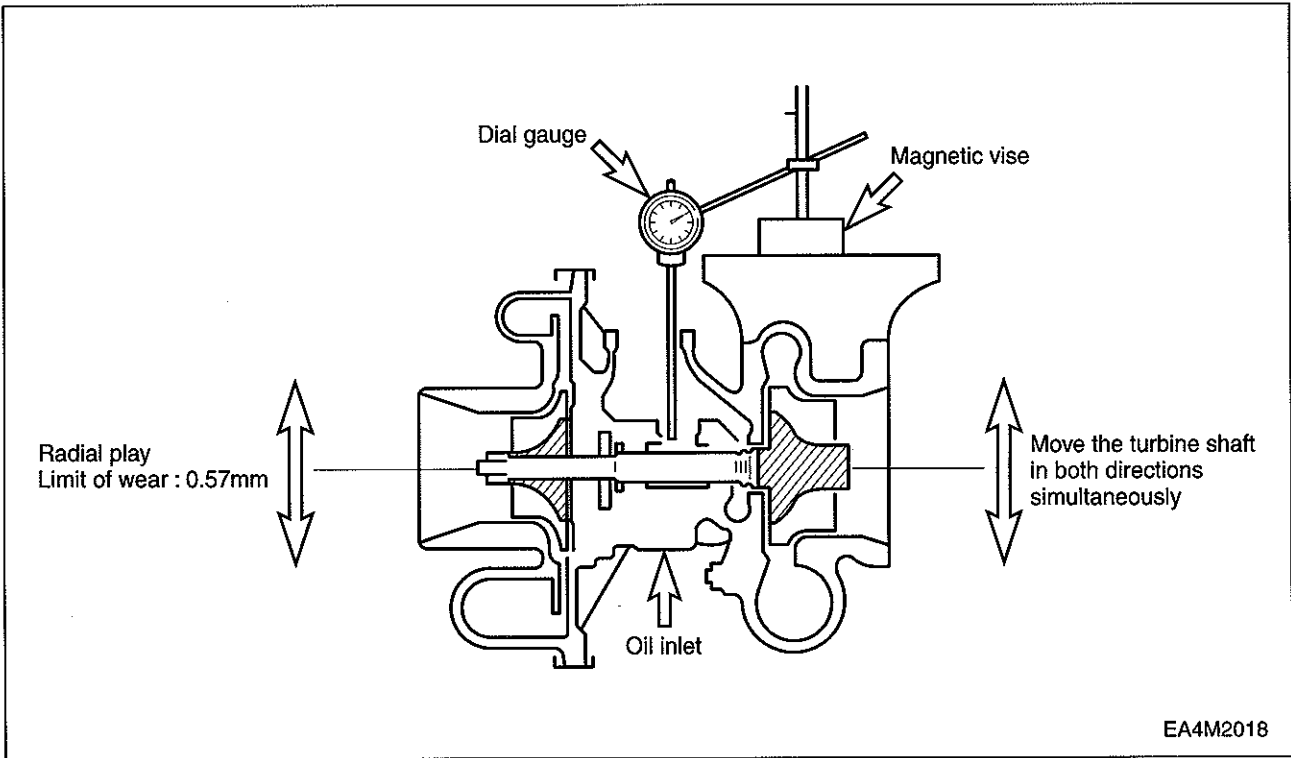 Dial gauge
Magnetic vise
Radial play
Limit of wear : 0.57mm
Move the turbine shaft
in both directions
simultaneously
Oil inlet
EA4M2018